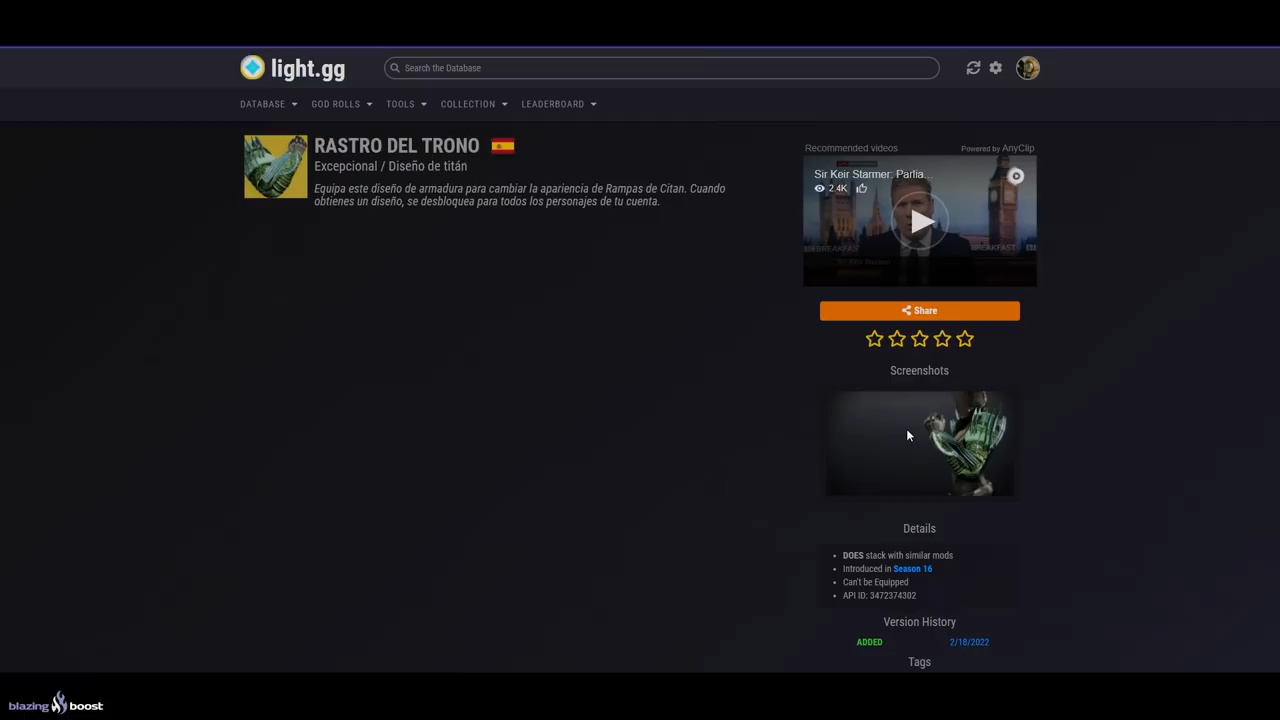 light.gg
Search the Database
DATABASE GOD ROLLS TOOLS COLLECTION LEADERBOARD
RASTRO DEL TRONO
Excepcional / Diseño de titán
Equipa este diseño de armadura para cambiar la apariencia de Rampas de Citan. Cuando
obtienes un diseño, se desbloquea para todos los personajes de tu cuenta.
Recommended videos
Powered by AnyClip
Sir Keir Starmer: Parlia...
2.4K
Share
Screenshots
Details
DOES stack with similar mods
Introduced in Season 16
Can't be Equipped
API ID: 3472374302
Version History
ADDED 2/18/2022
Tags
blazing boost